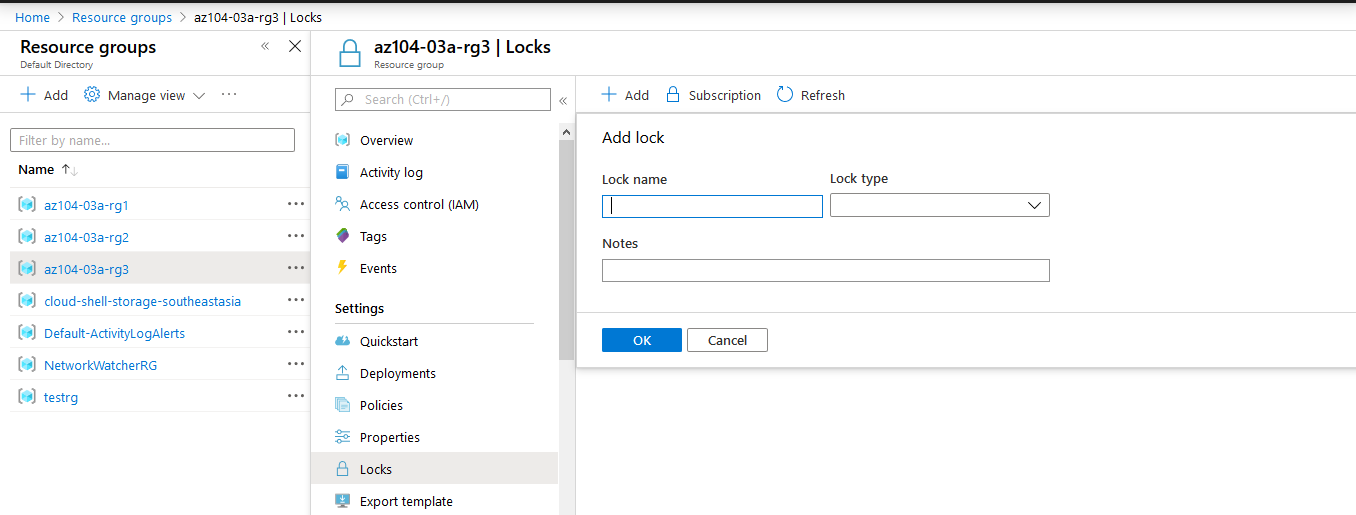 Home > Resource groups > az104-03a-rg3 | Locks
Resource groups
Default Directory
Add Manage view
Filter by name...
Name
az104-03a-rg1
az104-03a-rg2
az104-03a-rg3
cloud-shell-storage-southeastasia
Default-ActivityLogAlerts
NetworkWatcherRG
testrg
az104-03a-rg3 | Locks
Resource group
Search (Ctrl+/)
Overview
Activity log
Access control (IAM)
Tags
Events
Settings
Quickstart
Deployments
Policies
Properties
Locks
Export template
Add Subscription Refresh
Add lock
Lock name Lock type
Notes
OK Cancel